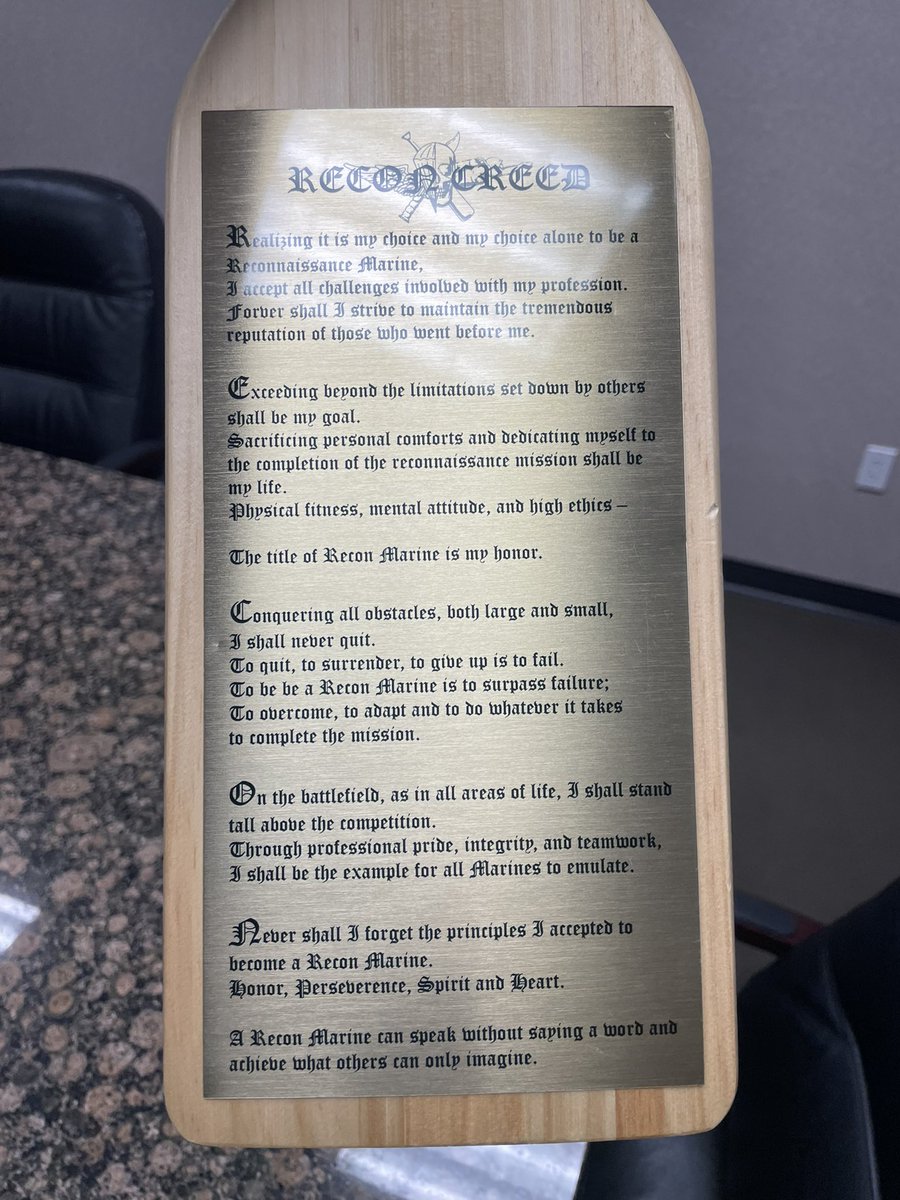 RECON CREED
Realizing it is my choice and my choice alone to be a
Reconnaissance Marine,
I accept all challenges involved with my profession.
Forver shall I strive to maintain the tremendous
reputation of those who went before me.
Exceeding beyond the limitations set down by others
shall be my goal.
Sacrificing personal comforts and dedicating myself to
the completion of the reconnaissance mission shall be
my life.
Physical fitness, mental attitude, and high ethics –
The title of Recon Marine is my honor.
Conquering all obstacles, both large and small,
I shall never quit.
To quit, to surrender, to give up is to fail.
To be be a Recon Marine is to surpass failure;
To overcome, to adapt and to do whatever it takes
to complete the mission.
On the battlefield, as in all areas of life, I shall stand
tall above the competition.
Through professional pride, integrity, and teamwork,
I shall be the example for all Marines to emulate.
Never shall I forget the principles I accepted to
become a Recon Marine.
Honor, Perseverence, Spirit and Heart.
A Recon Marine can speak without saying a word and
achieve what others can only imagine.